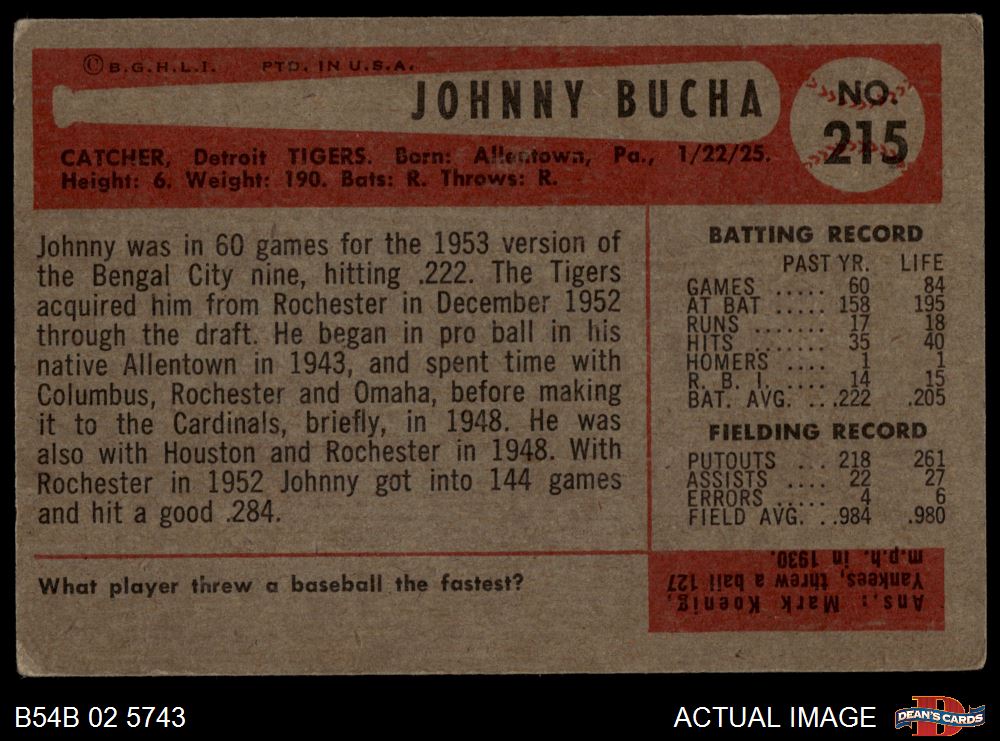 © B.G.H.L.I. PTD. IN U.S.A.
JOHNNY BUCHA
NO.
215
CATCHER, Detroit TIGERS. Born: Allentown, Pa., 1/22/25.
Height: 6. Weight: 190. Bats: R. Throws: R.
Johnny was in 60 games for the 1953 version of
the Bengal City nine, hitting .222. The Tigers
acquired him from Rochester in December 1952
through the draft. He began in pro ball in his
native Allentown in 1943, and spent time with
Columbus, Rochester and Omaha, before making
it to the Cardinals, briefly, in 1948. He was
also with Houston and Rochester in 1948. With
Rochester in 1952 Johnny got into 144 games
and hit a good .284.
BATTING RECORD
PAST YR. LIFE
GAMES ..... 60 84
AT BAT ..... 158 195
RUNS ....... 17 18
HITS ........ 35 40
HOMERS .... 1 1
R. B. I. .... 14 15
BAT. AVG. ...222 .205
FIELDING RECORD
PUTOUTS ... 218 261
ASSISTS .... 22 27
ERRORS .... 4 6
FIELD AVG. ..984 .980
What player threw a baseball the fastest?
Ans.: Mark Koenig,
Yankees, threw a ball 127
m.p.h. in 1930.
B54B 02 5743
ACTUAL IMAGE
D
DEAN'S CARDS